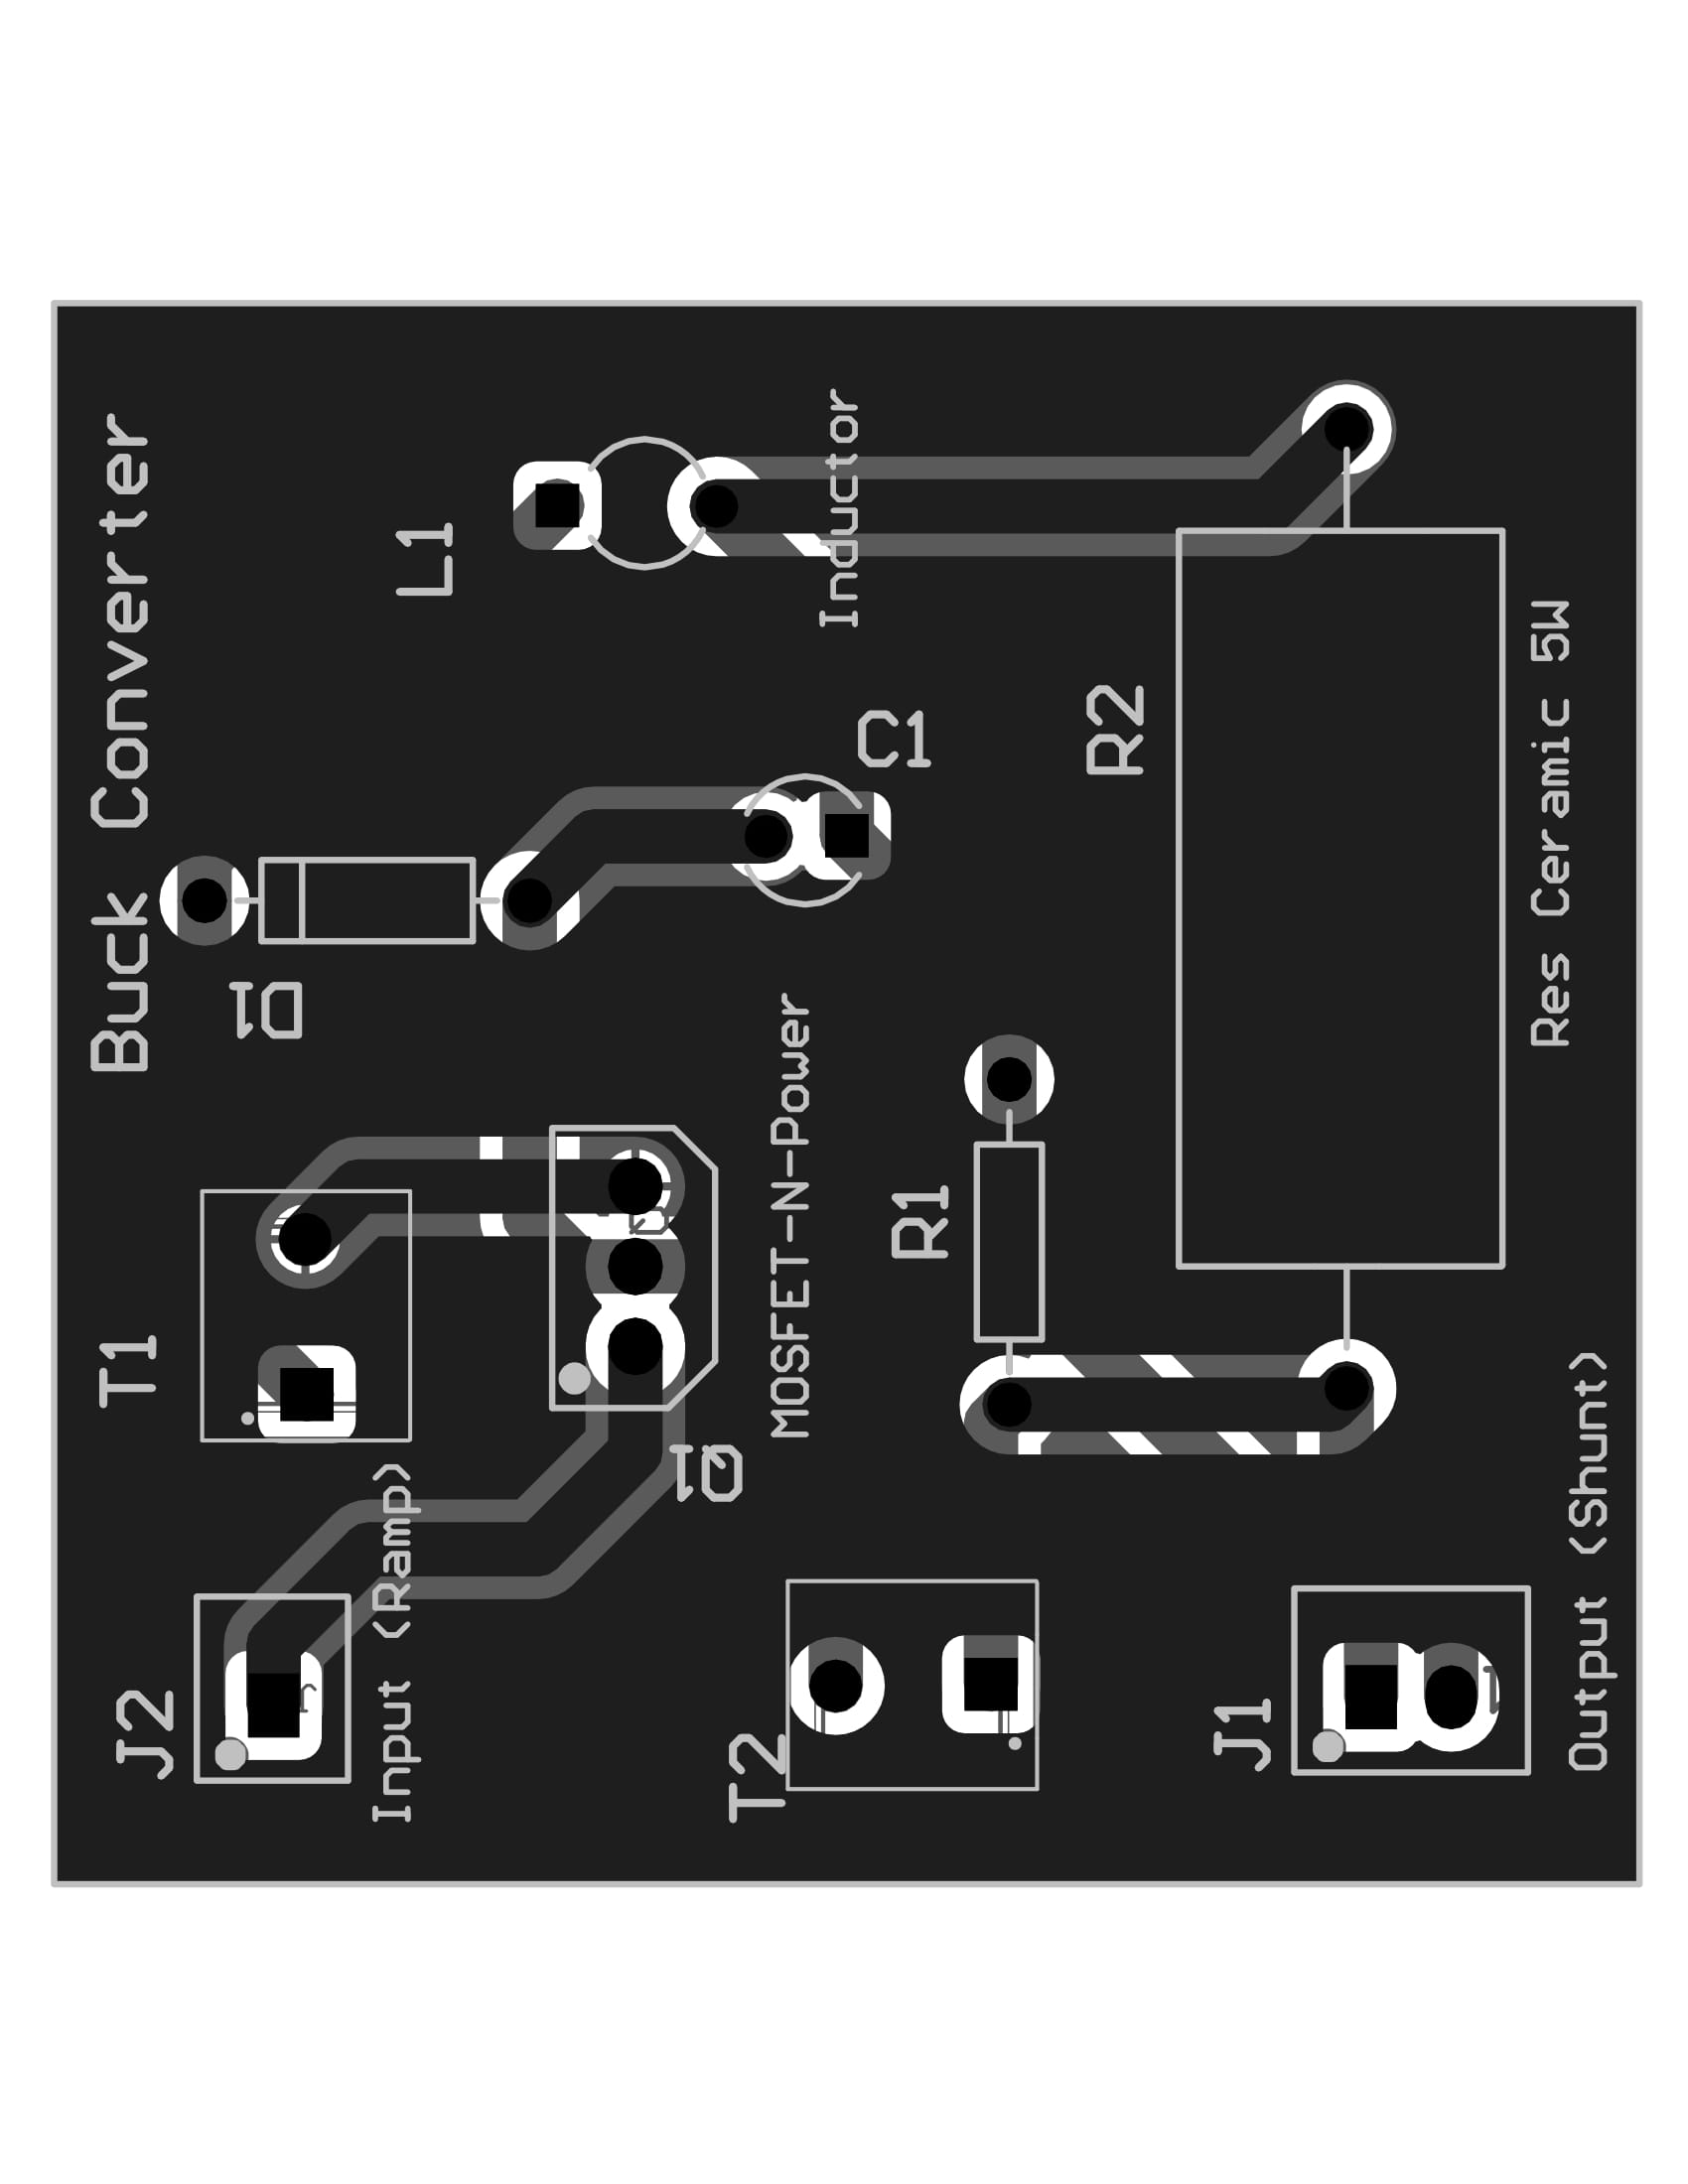 Buck Converter
L1
Inductor
C1
R2
Res Ceramic 5W
D1
MOSFET-N-Power
R1
T1
Q1
Input (Ramp)
J2
T2
J1
Output (Shunt)